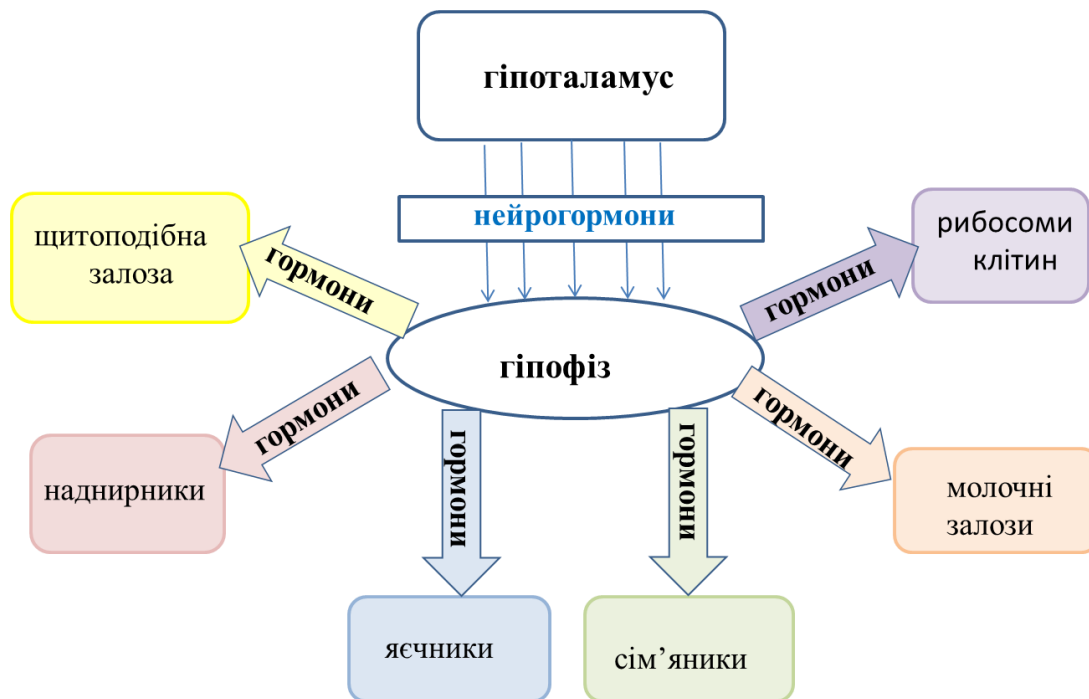 гіпоталамус
нейрогормони
щитоподібна
залоза
гормони
рибосоми
клітин
гормони
гіпофіз
наднирники
гормони
гормони
гормони
гормони
молочні
залози
яєчники
сім’яники